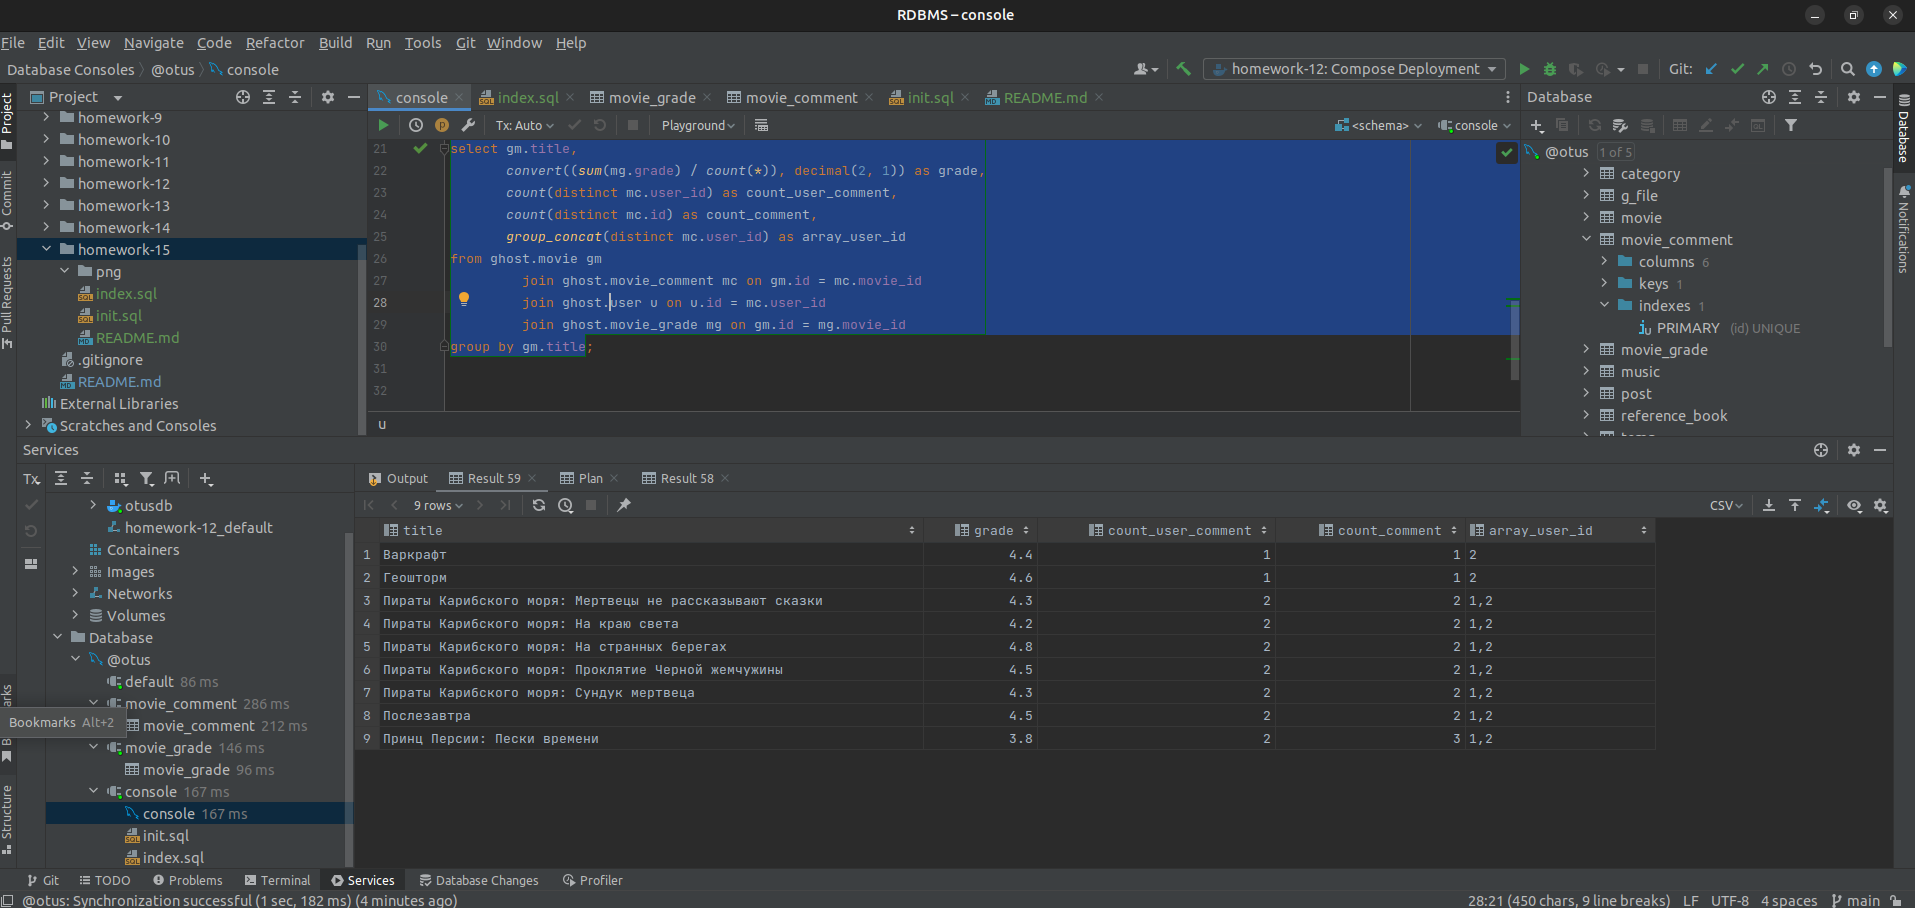 RDBMS – console
File Edit View Navigate Code Refactor Build Run Tools Git Window Help
Database Consoles @otus console
homework-12: Compose Deployment
Git:
Project
console
index.sql
movie_grade
movie_comment
init.sql
README.md
Database
Tx: Auto
Playground
<schema>
console
Project
Commit
Pull Requests
Structure
homework-9
homework-10
homework-11
homework-12
homework-13
homework-14
homework-15
png
index.sql
init.sql
README.md
.gitignore
README.md
External Libraries
Scratches and Consoles
21 select gm.title,
22 convert((sum(mg.grade) / count(*)), decimal(2, 1)) as grade,
23 count(distinct mc.user_id) as count_user_comment,
24 count(distinct mc.id) as count_comment,
25 group_concat(distinct mc.user_id) as array_user_id
26 from ghost.movie gm
27 join ghost.movie_comment mc on gm.id = mc.movie_id
28 join ghost.user u on u.id = mc.user_id
29 join ghost.movie_grade mg on gm.id = mg.movie_id
30 group by gm.title;
31
32
u
@otus 1 of 5
category
g_file
movie
movie_comment
columns 6
keys 1
indexes 1
PRIMARY (id) UNIQUE
movie_grade
music
post
reference_book
Database
Notifications
Services
Tx
otusdb
homework-12_default
Containers
Images
Networks
Volumes
Database
@otus
default 86 ms
movie_comment 286 ms
movie_comment 212 ms
movie_grade 146 ms
movie_grade 96 ms
console 167 ms
console 167 ms
init.sql
index.sql
Bookmarks Alt+2
Output
Result 59
Plan
Result 58
9 rows
CSV
title grade count_user_comment count_comment array_user_id
1 Варкрафт 4.4 1 1 2
2 Геошторм 4.6 1 1 2
3 Пираты Карибского моря: Мертвецы не рассказывают сказки 4.3 2 2 1,2
4 Пираты Карибского моря: На краю света 4.2 2 2 1,2
5 Пираты Карибского моря: На странных берегах 4.8 2 2 1,2
6 Пираты Карибского моря: Проклятие Черной жемчужины 4.5 2 2 1,2
7 Пираты Карибского моря: Сундук мертвеца 4.3 2 2 1,2
8 Послезавтра 4.5 2 2 1,2
9 Принц Персии: Пески времени 3.8 2 3 1,2
Git
TODO
Problems
Terminal
Services
Database Changes
Profiler
@otus: Synchronization successful (1 sec, 182 ms) (4 minutes ago)
28:21 (450 chars, 9 line breaks) LF UTF-8 4 spaces main